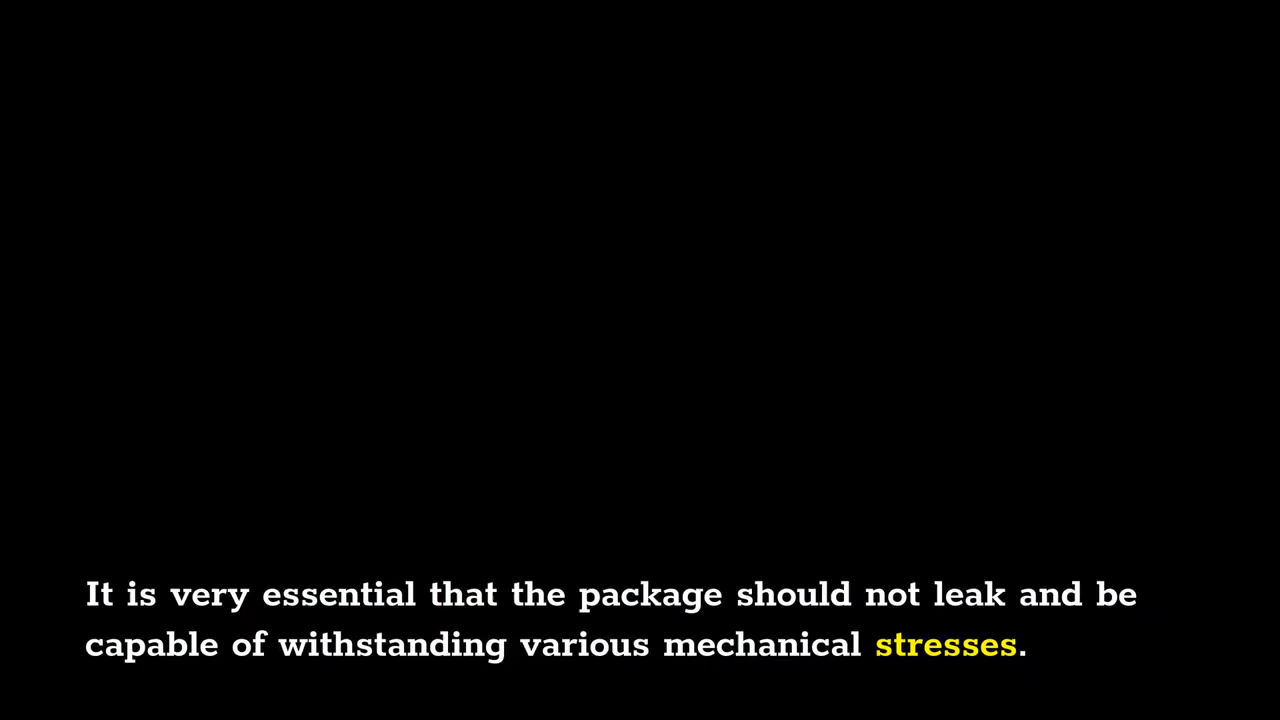 It is very essential that the package should not leak and be
capable of withstanding various mechanical stresses.